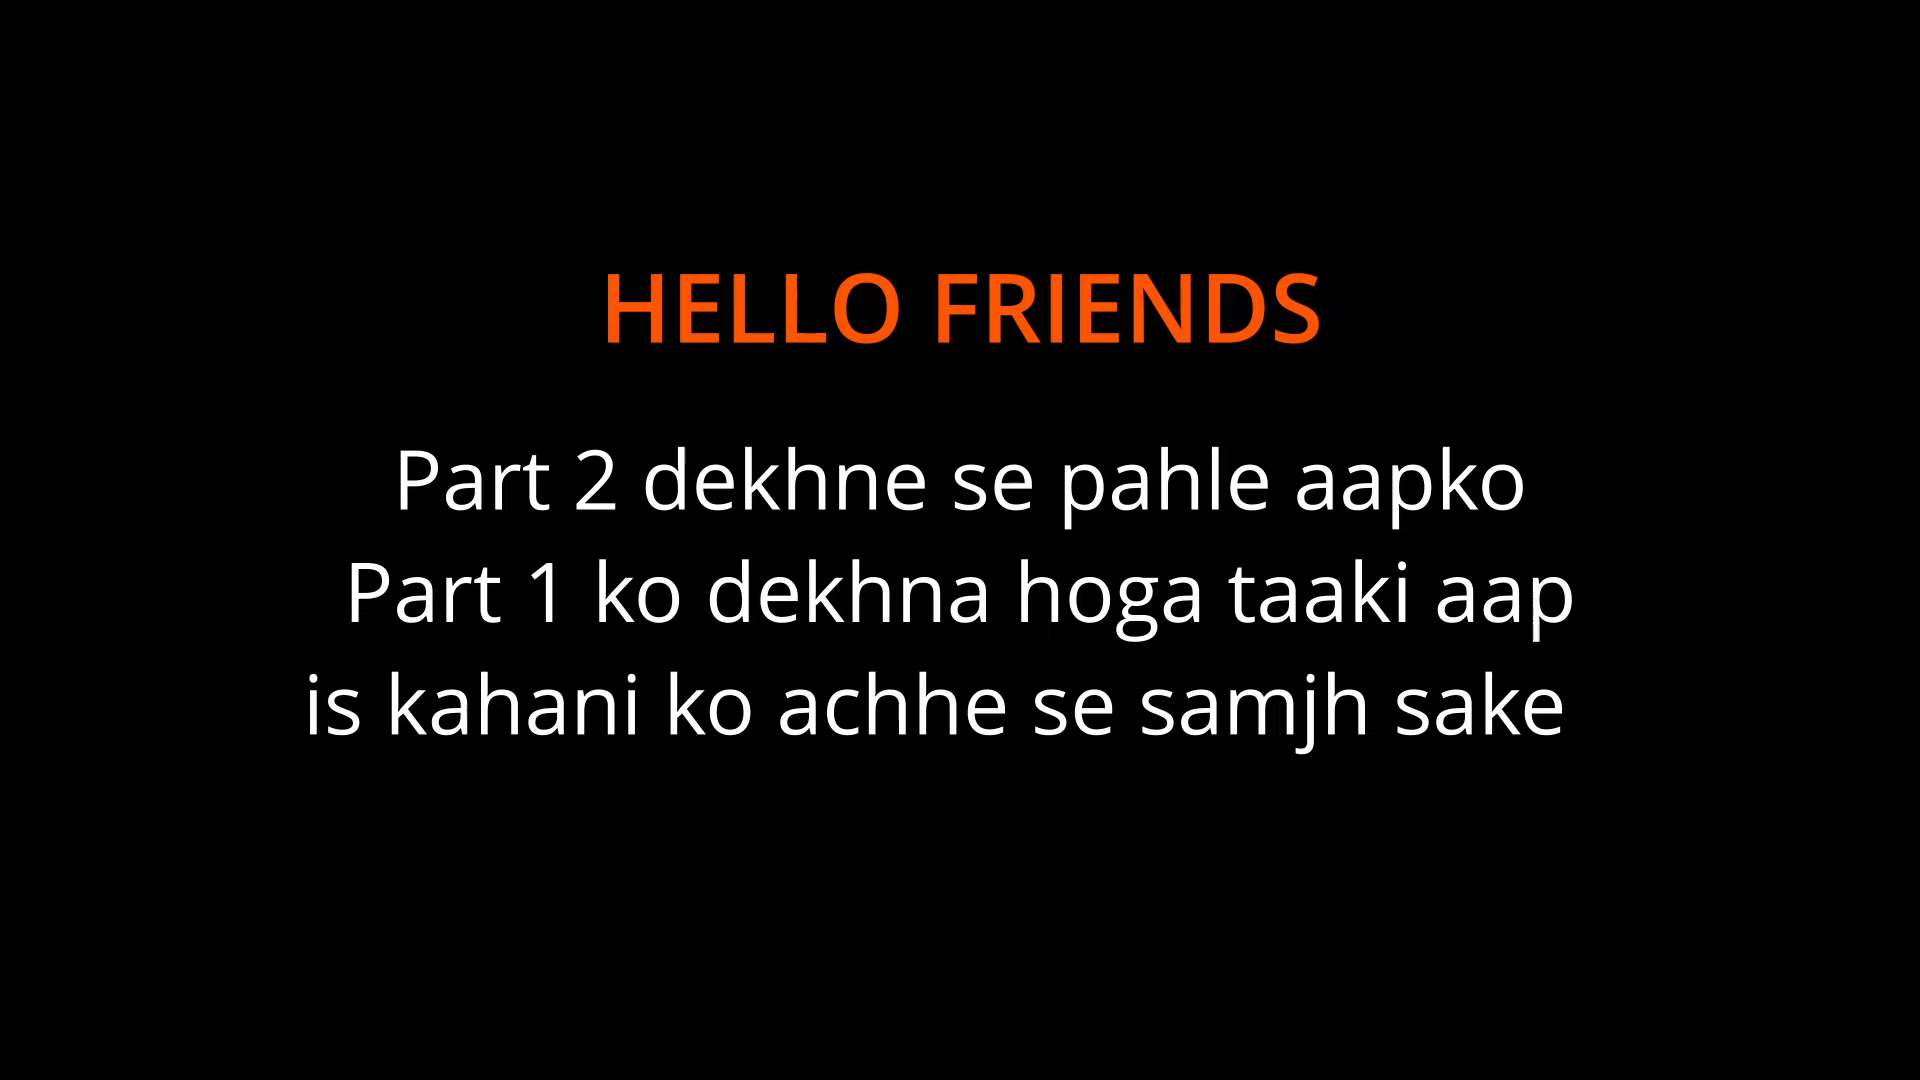 HELLO FRIENDS
Part 2 dekhne se pahle aapko
Part 1 ko dekhna hoga taaki aap
is kahani ko achhe se samjh sake